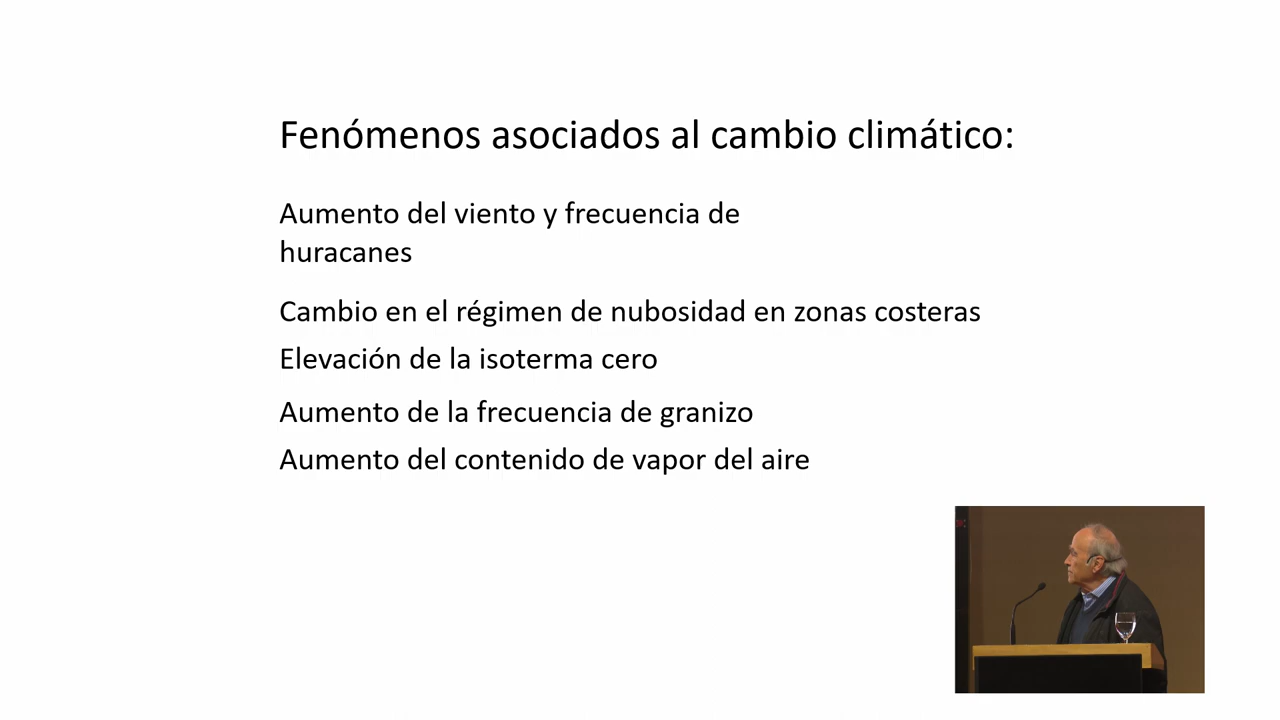 Fenómenos asociados al cambio climático:
Aumento del viento y frecuencia de
huracanes
Cambio en el régimen de nubosidad en zonas costeras
Elevación de la isoterma cero
Aumento de la frecuencia de granizo
Aumento del contenido de vapor del aire